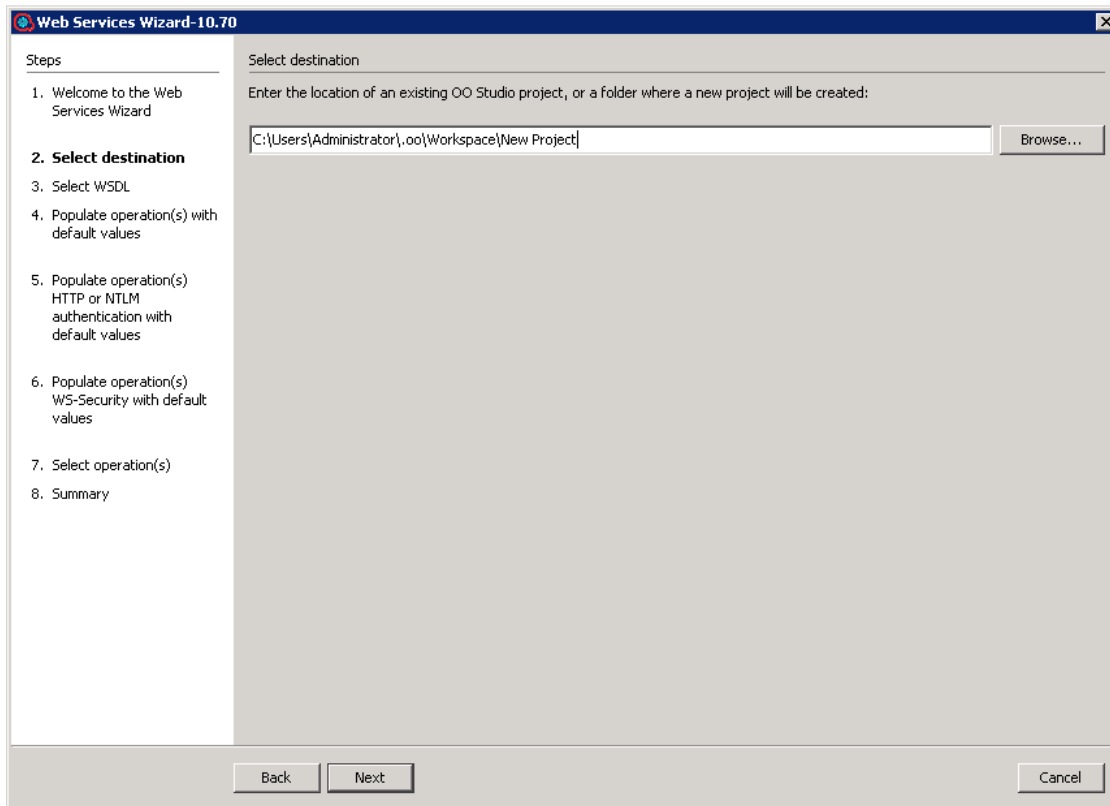 Web Services Wizard-10.70
Steps
1. Welcome to the Web
Services Wizard
2. Select destination
3. Select WSDL
4. Populate operation(s) with
default values
5. Populate operation(s)
HTTP or NTLM
authentication with
default values
6. Populate operation(s)
WS-Security with default
values
7. Select operation(s)
8. Summary
Select destination
Enter the location of an existing OO Studio project, or a folder where a new project will be created:
C:\Users\Administrator\.oo\Workspace\New Project
Browse...
Back
Next
Cancel